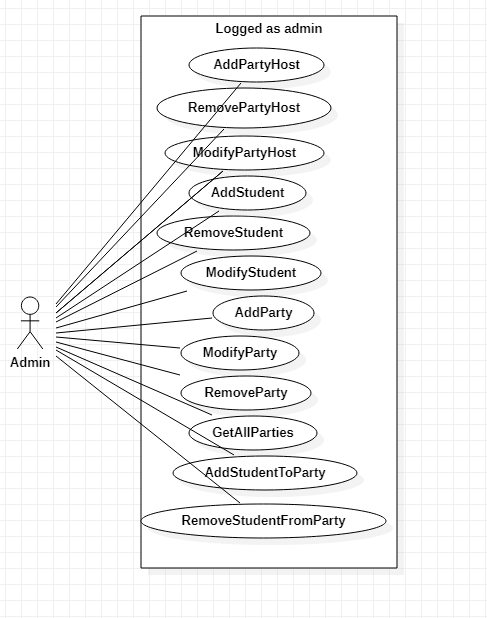 Logged as admin
AddPartyHost
RemovePartyHost
ModifyPartyHost
AddStudent
RemoveStudent
ModifyStudent
AddParty
Admin
ModifyParty
RemoveParty
GetAllParties
AddStudentToParty
RemoveStudentFromParty